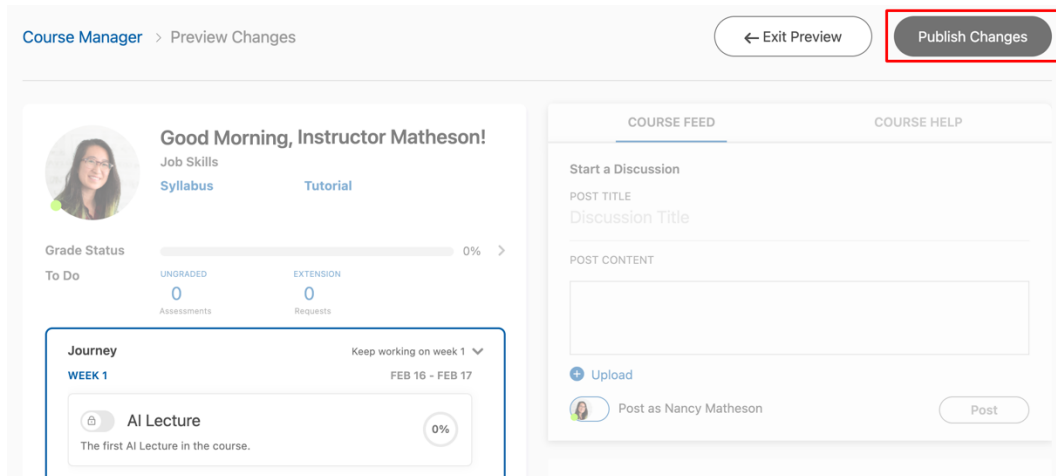 Course Manager > Preview Changes
← Exit Preview
Publish Changes
Good Morning, Instructor Matheson!
Job Skills
Syllabus Tutorial
Grade Status 0% >
To Do
UNGRADED
0
Assessments
EXTENSION
0
Requests
Journey Keep working on week 1
WEEK 1 FEB 16 - FEB 17
AI Lecture
The first AI Lecture in the course.
0%
COURSE FEED COURSE HELP
Start a Discussion
POST TITLE
Discussion Title
POST CONTENT
Upload
Post as Nancy Matheson
Post